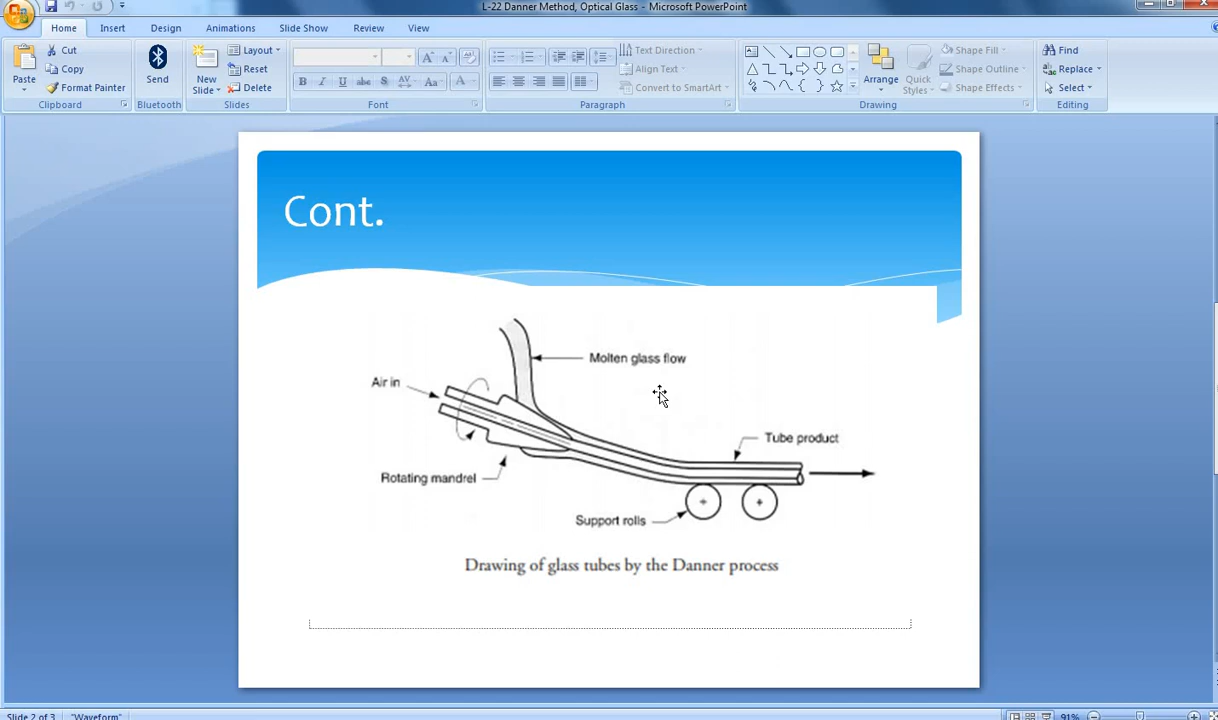 L-22 Danner Method, Optical Glass - Microsoft PowerPoint
Home Insert Design Animations Slide Show Review View
Paste
Cut
Copy
Format Painter
Clipboard
Send
Bluetooth
New Slide
Layout
Reset
Delete
Slides
B I U abc S AV Aa A
Font
Text Direction
Align Text
Convert to SmartArt
Paragraph
Arrange
Quick Styles
Shape Fill
Shape Outline
Shape Effects
Drawing
Find
Replace
Select
Editing
Cont.
Molten glass flow
Air in
Tube product
Rotating mandrel
Support rolls
Drawing of glass tubes by the Danner process
Slide 2 of 3 "Waveform" 91%